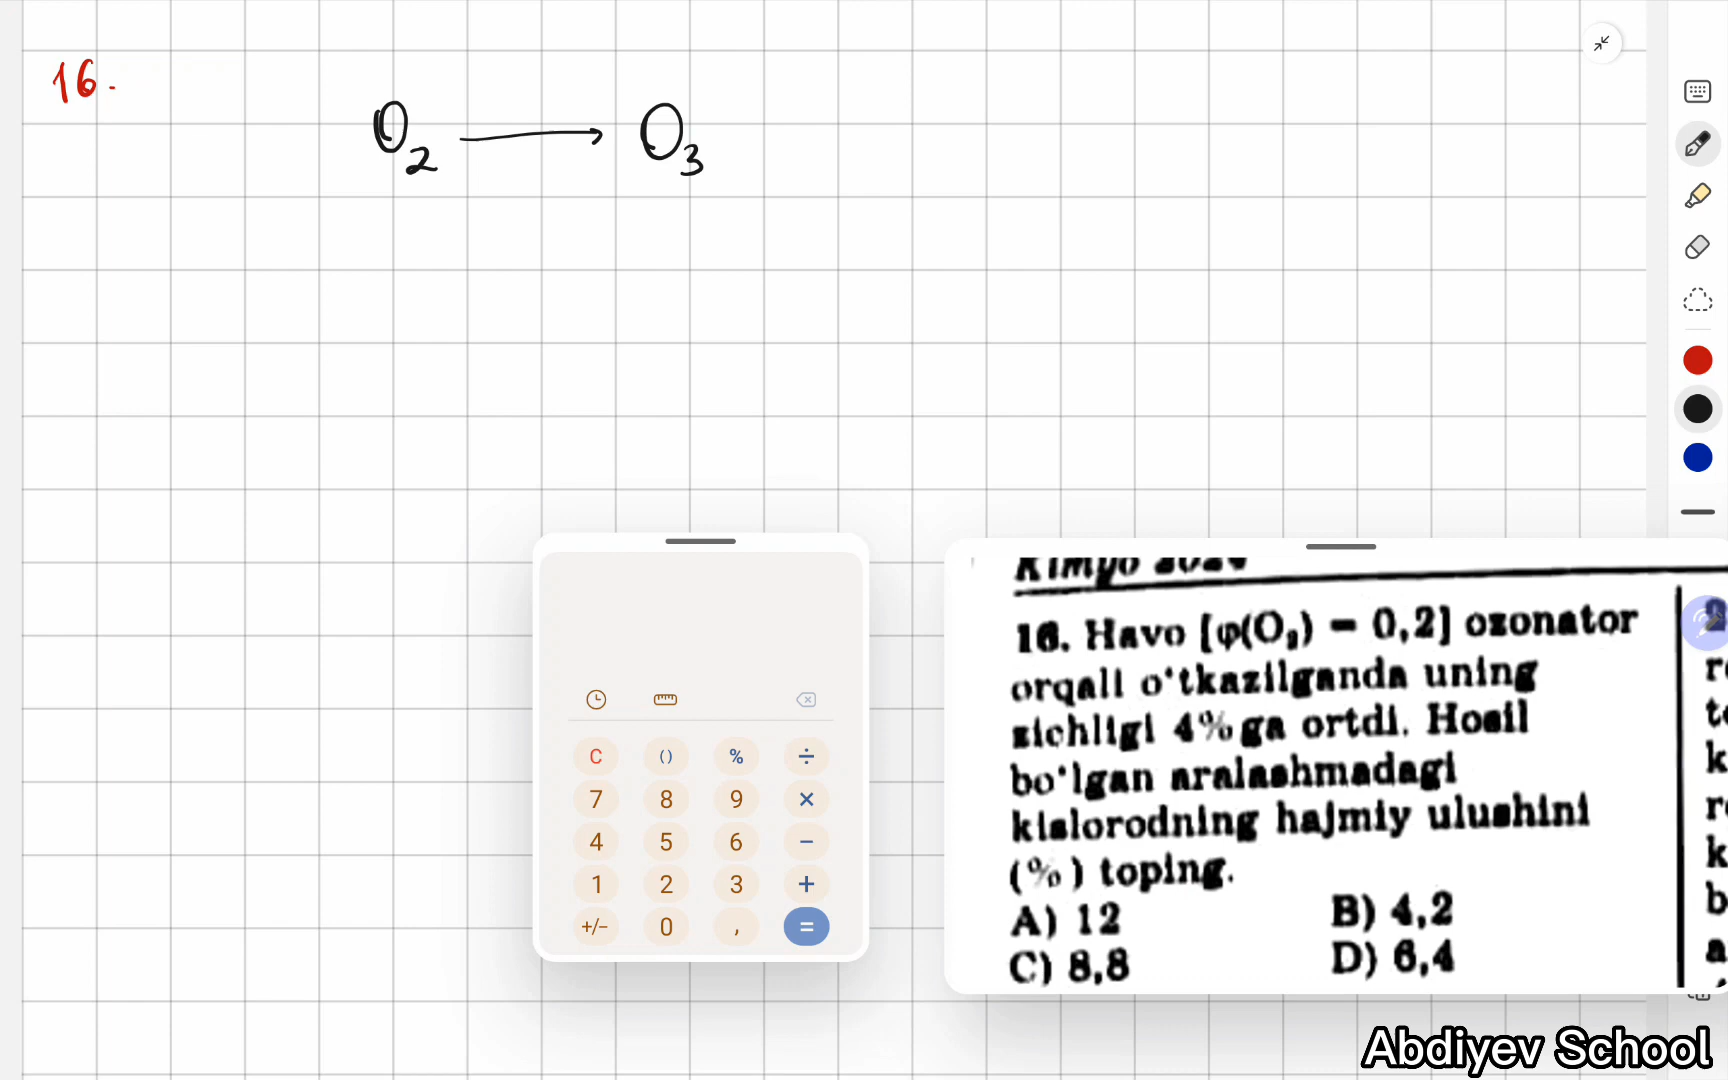 16.
O2 → O3
C () % ÷
7 8 9 ×
4 5 6 −
1 2 3 +
+/− 0 , =
Kimyo 2024
16. Havo [φ(O₂) = 0,2] ozonator
orqali o‘tkazilganda uning
zichligi 4% ga ortdi. Hosil
bo‘lgan aralashmadagi
kislorodning hajmiy ulushini
(%) toping.
A) 12 B) 4,2
C) 8,8 D) 6,4
Abdiyev School